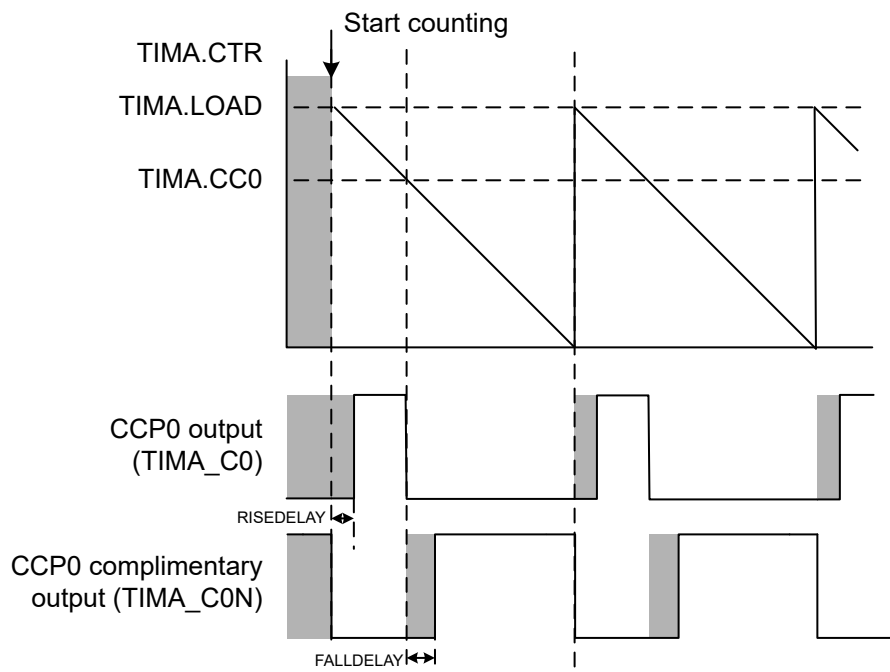 Start counting
TIMA.CTR
TIMA.LOAD
TIMA.CC0
CCP0 output
(TIMA_C0)
RISEDELAY
CCP0 complimentary
output (TIMA_C0N)
FALLDELAY